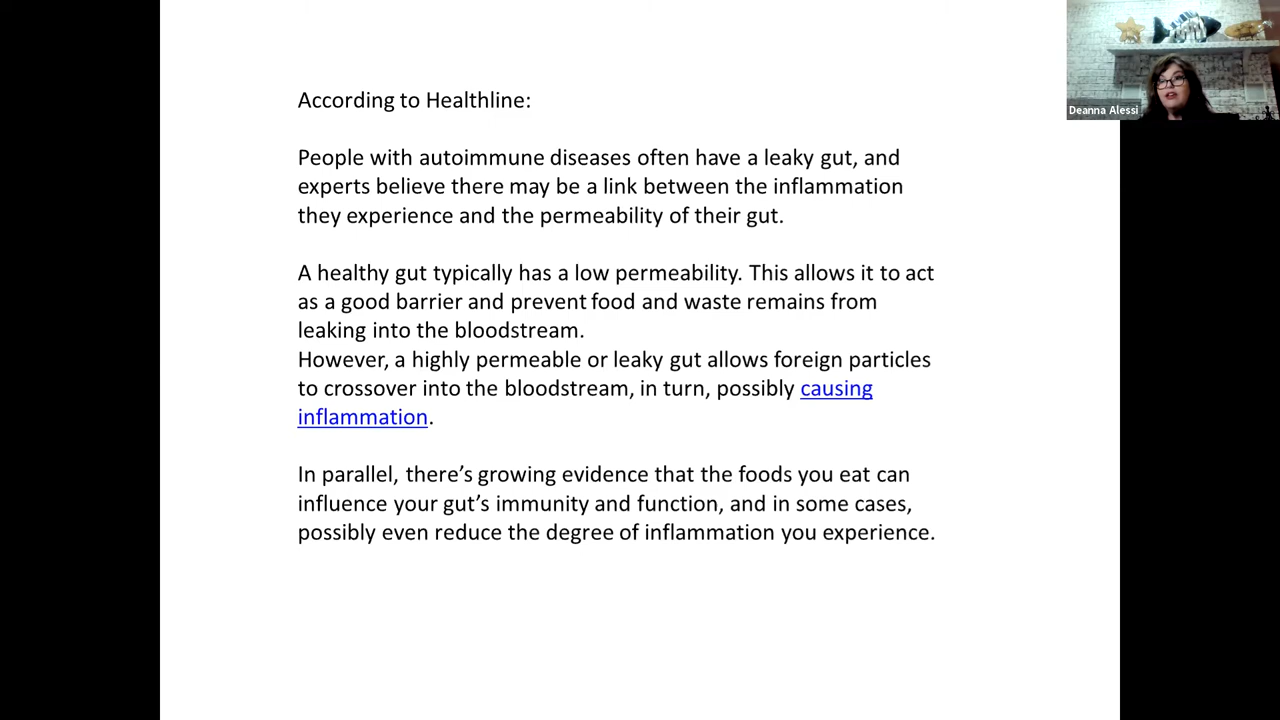 According to Healthline:
People with autoimmune diseases often have a leaky gut, and
experts believe there may be a link between the inflammation
they experience and the permeability of their gut.
A healthy gut typically has a low permeability. This allows it to act
as a good barrier and prevent food and waste remains from
leaking into the bloodstream.
However, a highly permeable or leaky gut allows foreign particles
to crossover into the bloodstream, in turn, possibly causing
inflammation.
In parallel, there’s growing evidence that the foods you eat can
influence your gut’s immunity and function, and in some cases,
possibly even reduce the degree of inflammation you experience.
Deanna Alessi